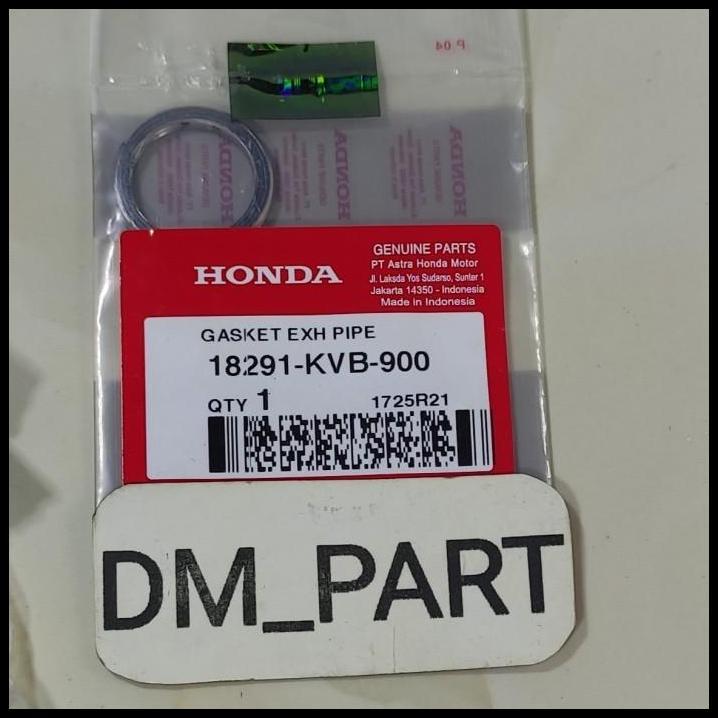 P 04
HONDA
GENUINE PARTS
PT Astra Honda Motor
Jl. Laksda Yos Sudarso, Sunter 1
Jakarta 14350 - Indonesia
Made in Indonesia
GASKET EXH PIPE
18291-KVB-900
QTY 1
1725R21
HONDA
HONDA
HONDA
DM_PART